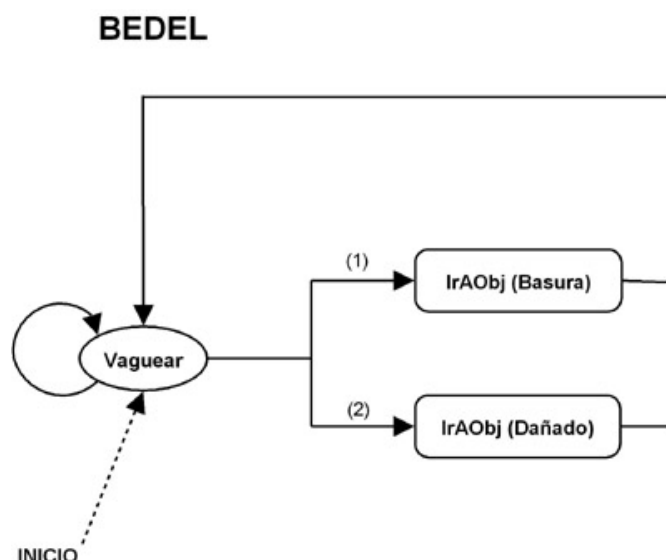 BEDEL
(1)
IrAObj (Basura)
Vaguear
(2)
IrAObj (Dañado)
INICIO